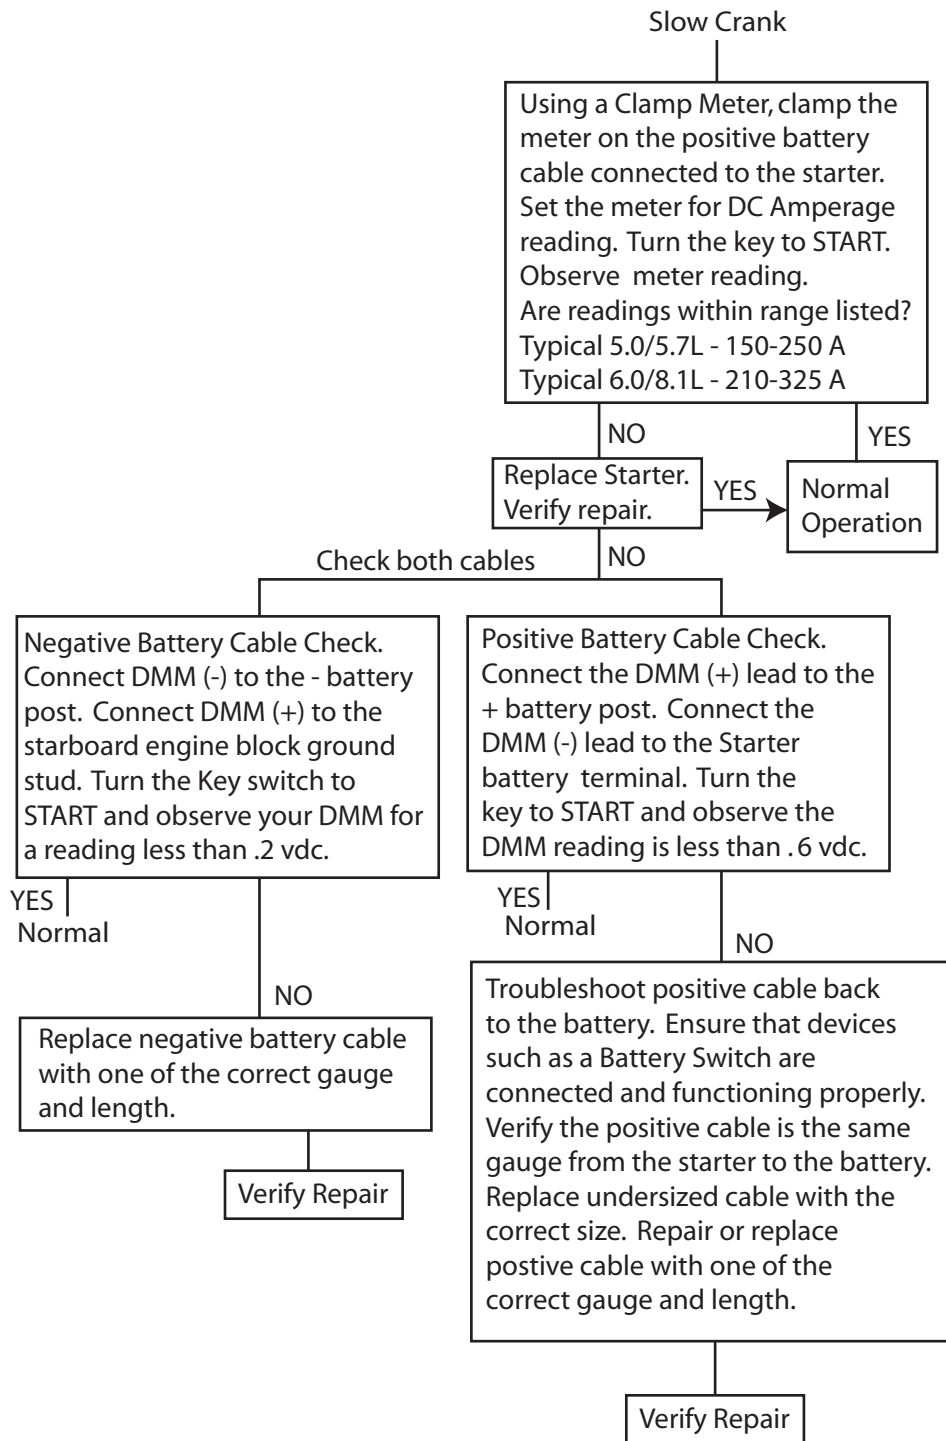 Slow Crank
Using a Clamp Meter, clamp the
meter on the positive battery
cable connected to the starter.
Set the meter for DC Amperage
reading. Turn the key to START.
Observe meter reading.
Are readings within range listed?
Typical 5.0/5.7L - 150-250 A
Typical 6.0/8.1L - 210-325 A
NO
YES
Replace Starter.
Verify repair.
YES
Normal
Operation
NO
Check both cables
Negative Battery Cable Check.
Connect DMM (-) to the - battery
post. Connect DMM (+) to the
starboard engine block ground
stud. Turn the Key switch to
START and observe your DMM for
a reading less than .2 vdc.
YES
Normal
NO
Replace negative battery cable
with one of the correct gauge
and length.
Verify Repair
Positive Battery Cable Check.
Connect the DMM (+) lead to the
+ battery post. Connect the
DMM (-) lead to the Starter
battery terminal. Turn the
key to START and observe the
DMM reading is less than .6 vdc.
YES
Normal
NO
Troubleshoot positive cable back
to the battery. Ensure that devices
such as a Battery Switch are
connected and functioning properly.
Verify the positive cable is the same
gauge from the starter to the battery.
Replace undersized cable with the
correct size. Repair or replace
postive cable with one of the
correct gauge and length.
Verify Repair